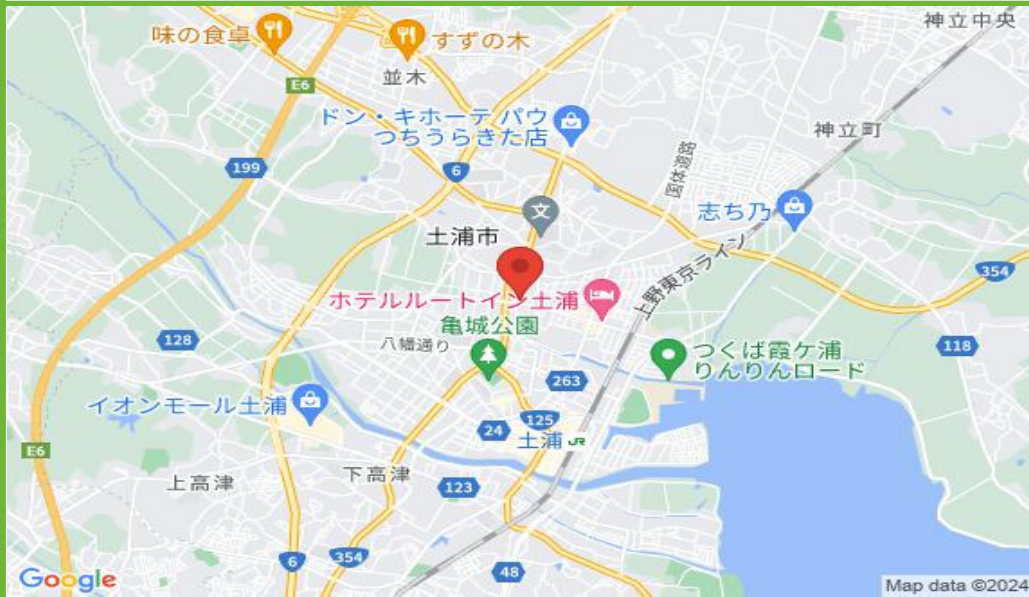 神立中央
味の食卓
すずの木
並木
E6
ドン・キホーテ パウ
つちうらきた店
神立町
199
6
国体道路
志ち乃
文
土浦市
上野東京ライン
354
ホテルルートイン土浦
亀城公園
128
八幡通り
118
つくば霞ケ浦
りんりんロード
263
イオンモール土浦
125
24
土浦 JR
E6
上高津
下高津
123
354
6
48
Google
Map data ©2024